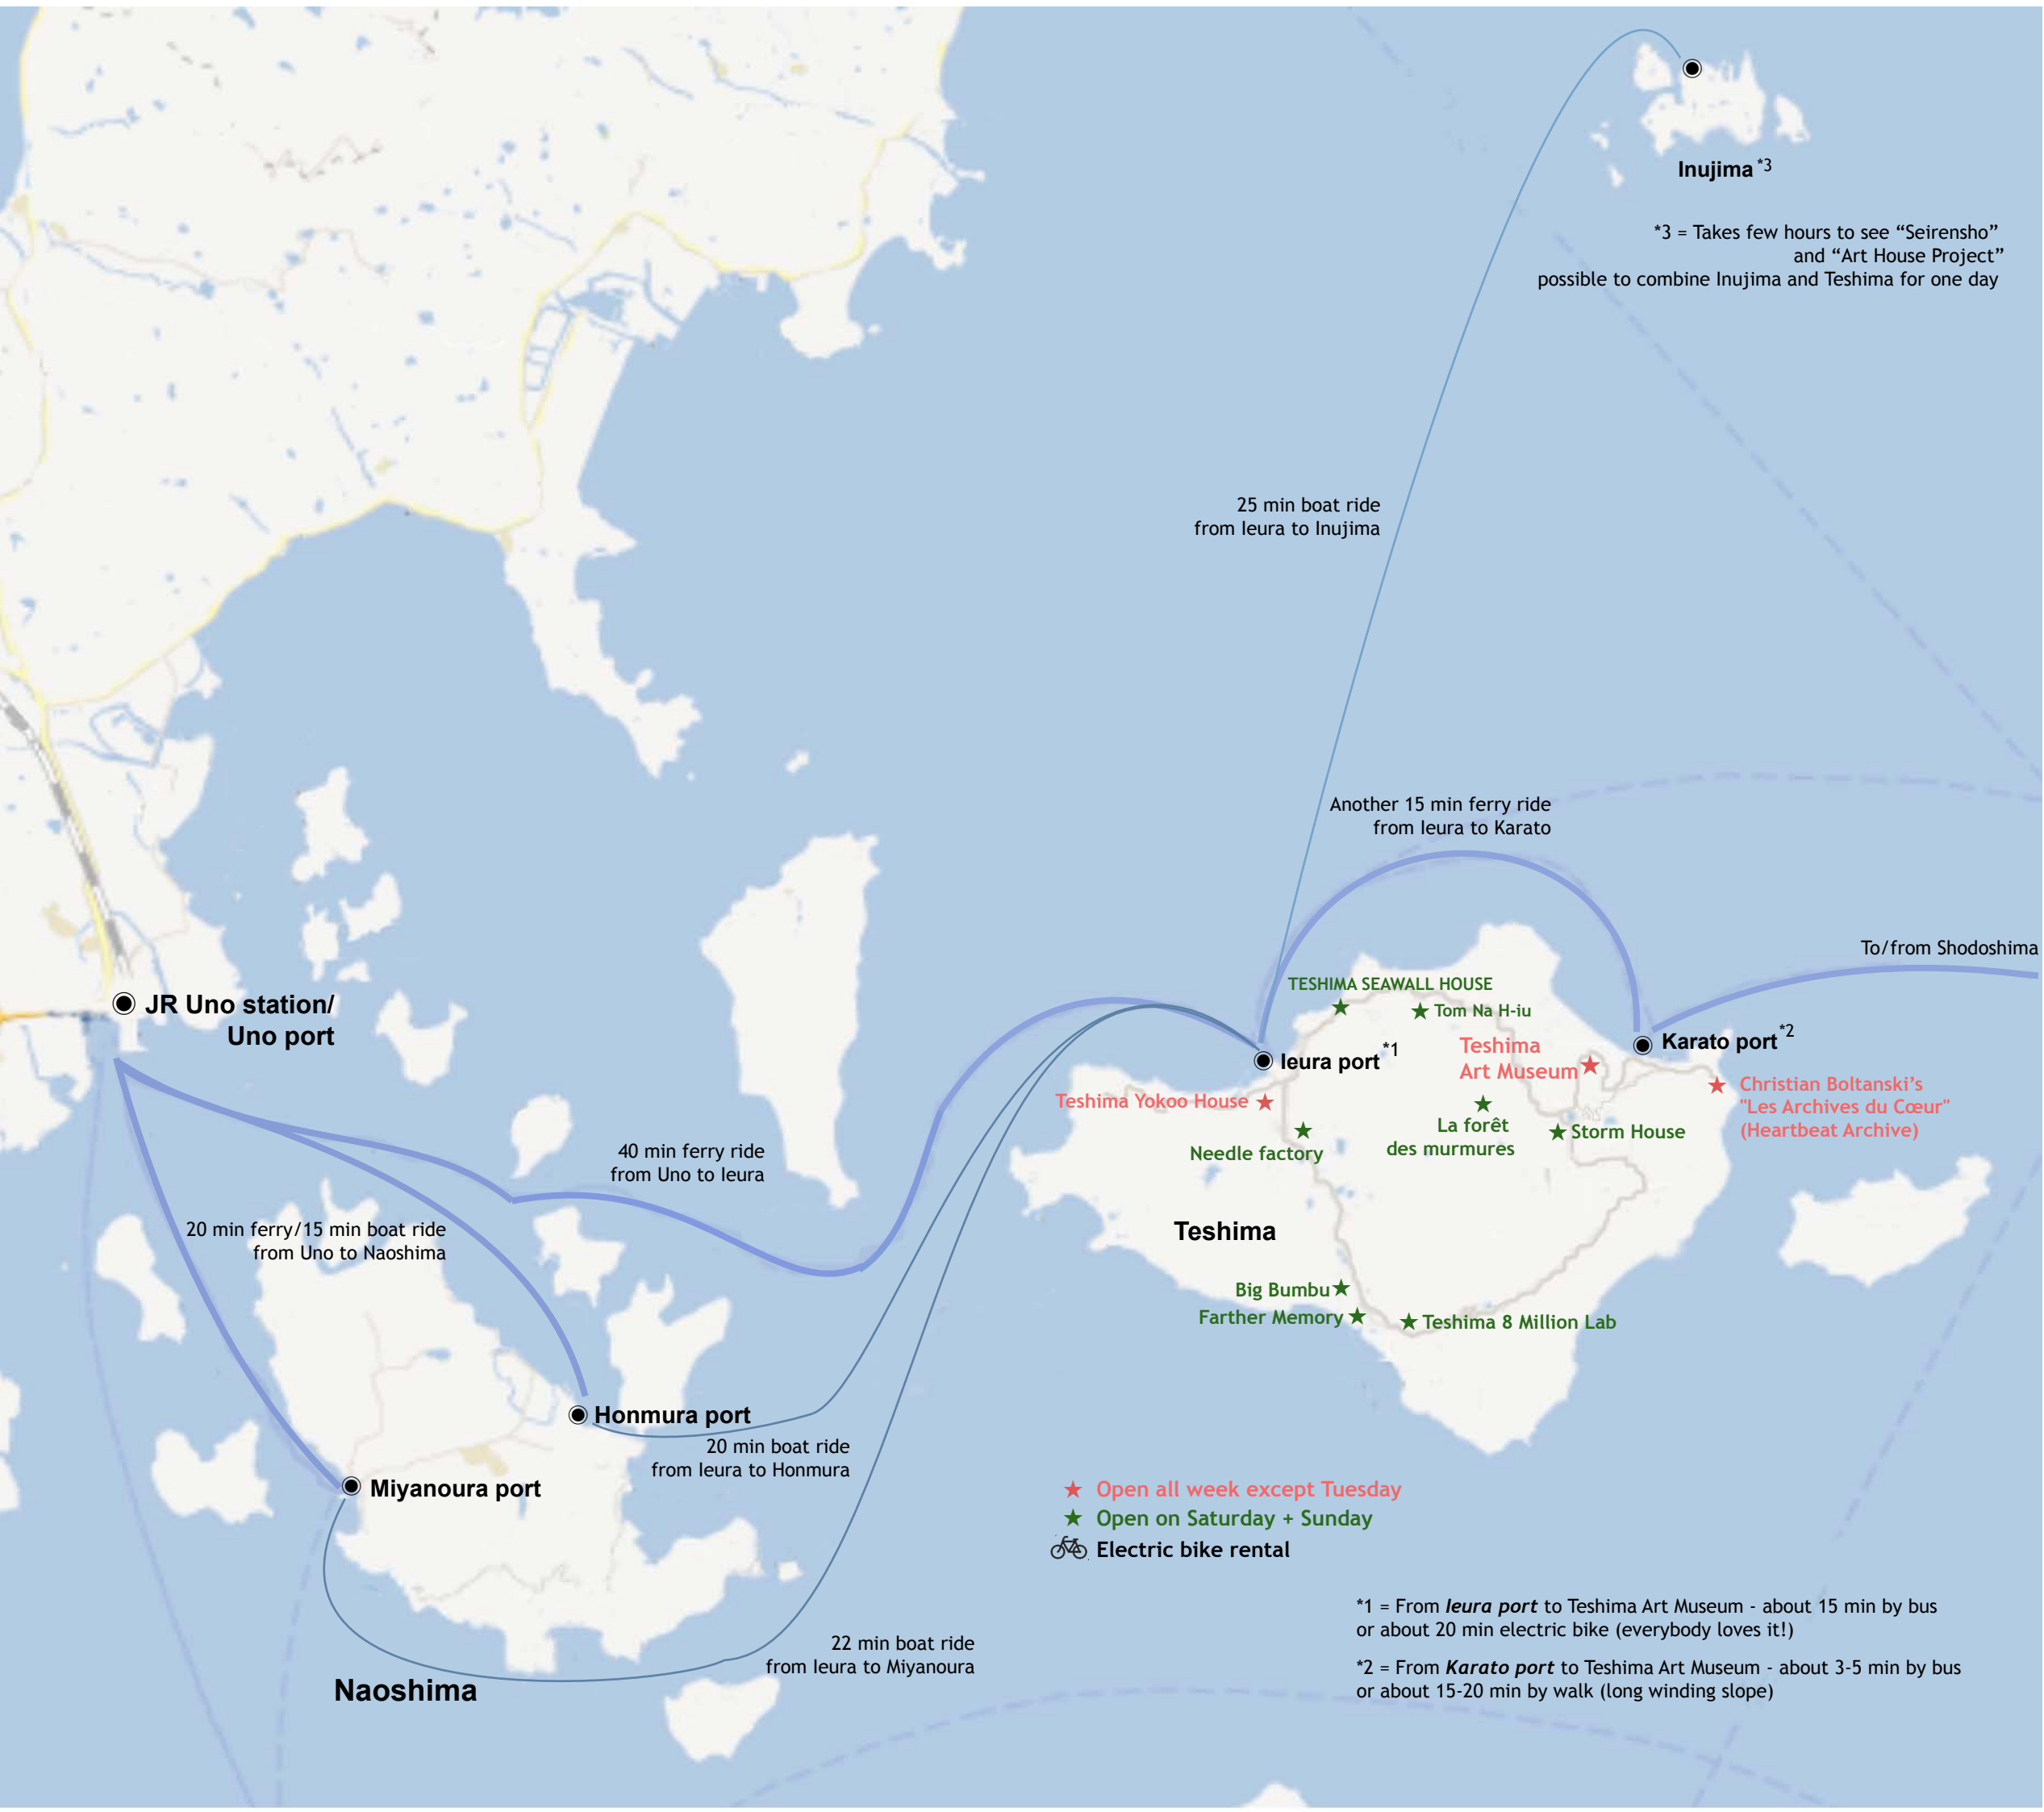 Inujima *3
*3 = Takes few hours to see “Seirensho”
and “Art House Project”
possible to combine Inujima and Teshima for one day
25 min boat ride
from Ieura to Inujima
Another 15 min ferry ride
from Ieura to Karato
To/from Shodoshima
JR Uno station/
Uno port
TESHIMA SEAWALL HOUSE
Tom Na H-iu
Ieura port *1
Karato port *2
Teshima
Art Museum
Teshima Yokoo House
Christian Boltanski’s
"Les Archives du Cœur"
(Heartbeat Archive)
La forêt
des murmures
Storm House
Needle factory
40 min ferry ride
from Uno to Ieura
20 min ferry/15 min boat ride
from Uno to Naoshima
Teshima
Big Bumbu
Farther Memory
Teshima 8 Million Lab
Honmura port
20 min boat ride
from Ieura to Honmura
Miyanoura port
Open all week except Tuesday
Open on Saturday + Sunday
Electric bike rental
*1 = From Ieura port to Teshima Art Museum - about 15 min by bus
or about 20 min electric bike (everybody loves it!)
22 min boat ride
from Ieura to Miyanoura
*2 = From Karato port to Teshima Art Museum - about 3-5 min by bus
or about 15-20 min by walk (long winding slope)
Naoshima